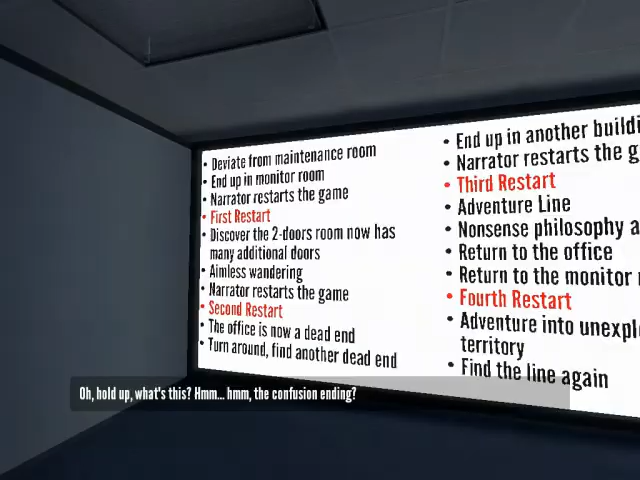 • Deviate from maintenance room
• End up in monitor room
• Narrator restarts the game
• First Restart
• Discover the 2-doors room now has
many additional doors
• Aimless wandering
• Narrator restarts the game
• Second Restart
• The office is now a dead end
• Turn around, find another dead end
• End up in another buildi
• Narrator restarts the g
• Third Restart
• Adventure Line
• Nonsense philosophy a
• Return to the office
• Return to the monitor
• Fourth Restart
• Adventure into unexpl
territory
• Find the line again
Oh, hold up, what's this? Hmm... hmm, the confusion ending?